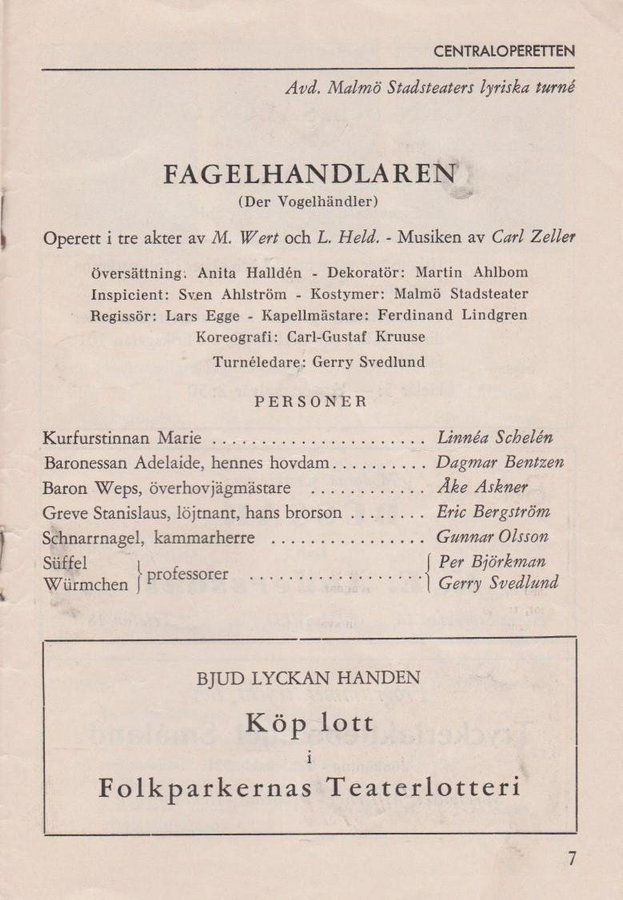 CENTRALOPERETTEN
Avd. Malmö Stadsteaters lyriska turné
FAGELHANDLAREN
(Der Vogelhändler)
Operett i tre akter av M. Wert och L. Held. - Musiken av Carl Zeller
Översättning: Anita Halldén - Dekoratör: Martin Ahlbom
Inspicient: Sven Ahlström - Kostymer: Malmö Stadsteater
Regissör: Lars Egge - Kapellmästare: Ferdinand Lindgren
Koreografi: Carl-Gustaf Kruuse
Turnéledare: Gerry Svedlund
PERSONER
Kurfurstinnan Marie ..................... Linnéa Schelén
Baronessan Adelaide, hennes hovdam.......... Dagmar Bentzen
Baron Weps, överhovjägmästare ............ Åke Askner
Greve Stanislaus, löjtnant, hans brorson ........ Eric Bergström
Schnarrnagel, kammarherre ................ Gunnar Olsson
Süffel } professorer .................. { Per Björkman
Würmchen } { Gerry Svedlund
BJUD LYCKAN HANDEN
Köp lott
i
Folkparkernas Teaterlotteri
7